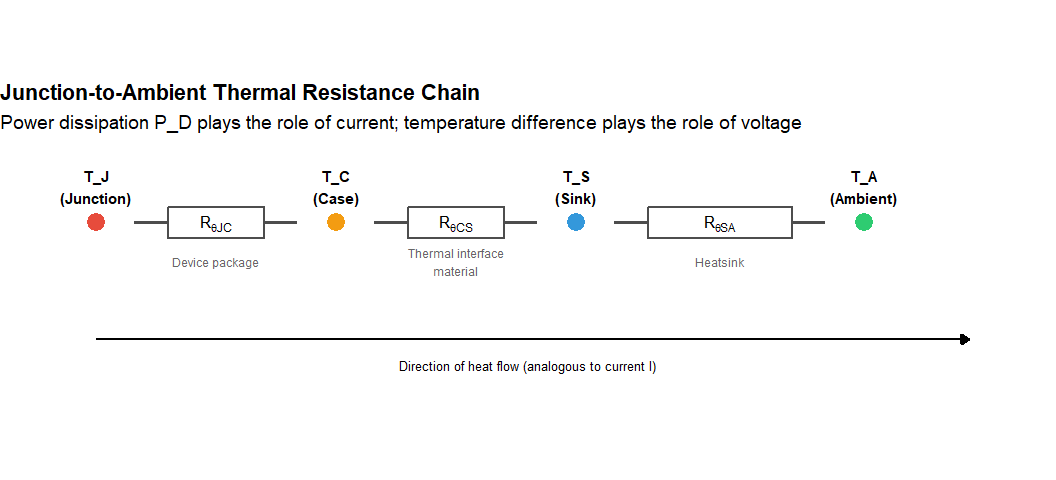 Junction-to-Ambient Thermal Resistance Chain
Power dissipation P_D plays the role of current; temperature difference plays the role of voltage
T_J
(Junction)
T_C
(Case)
T_S
(Sink)
T_A
(Ambient)
RθJC
RθCS
RθSA
Device package
Thermal interface
material
Heatsink
Direction of heat flow (analogous to current I)